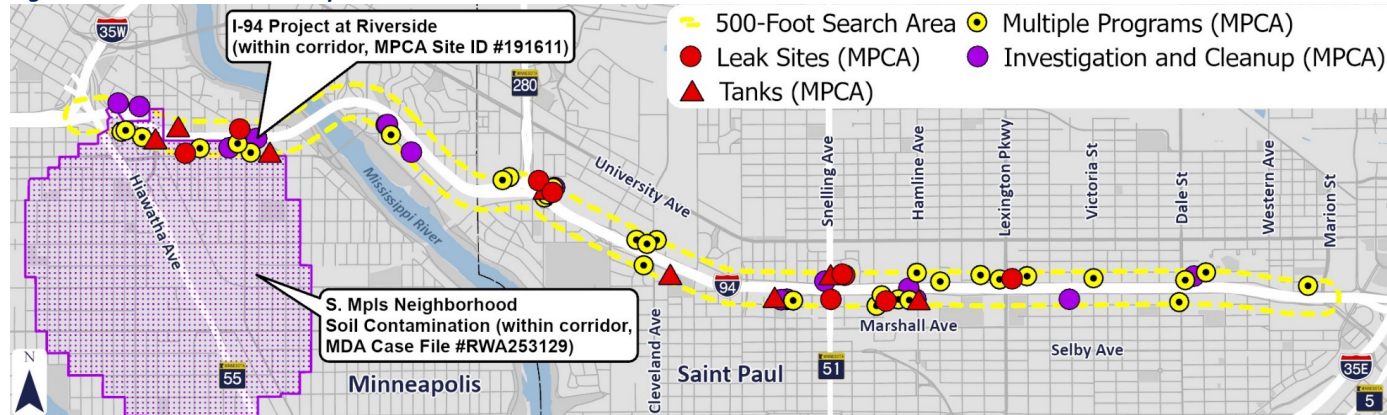 I-94 Project at Riverside
(within corridor, MPCA Site ID #191611)
500-Foot Search Area
Multiple Programs (MPCA)
Leak Sites (MPCA)
Investigation and Cleanup (MPCA)
Tanks (MPCA)
35W
280
University Ave
Mississippi River
Hiawatha Ave
Snelling Ave
Hamline Ave
Lexington Pkwy
Victoria St
Dale St
Western Ave
Marion St
94
S. Mpls Neighborhood
Soil Contamination (within corridor,
MDA Case File #RWA253129)
Cleveland Ave
Marshall Ave
Selby Ave
N
55
Minneapolis
Saint Paul
51
35E
5